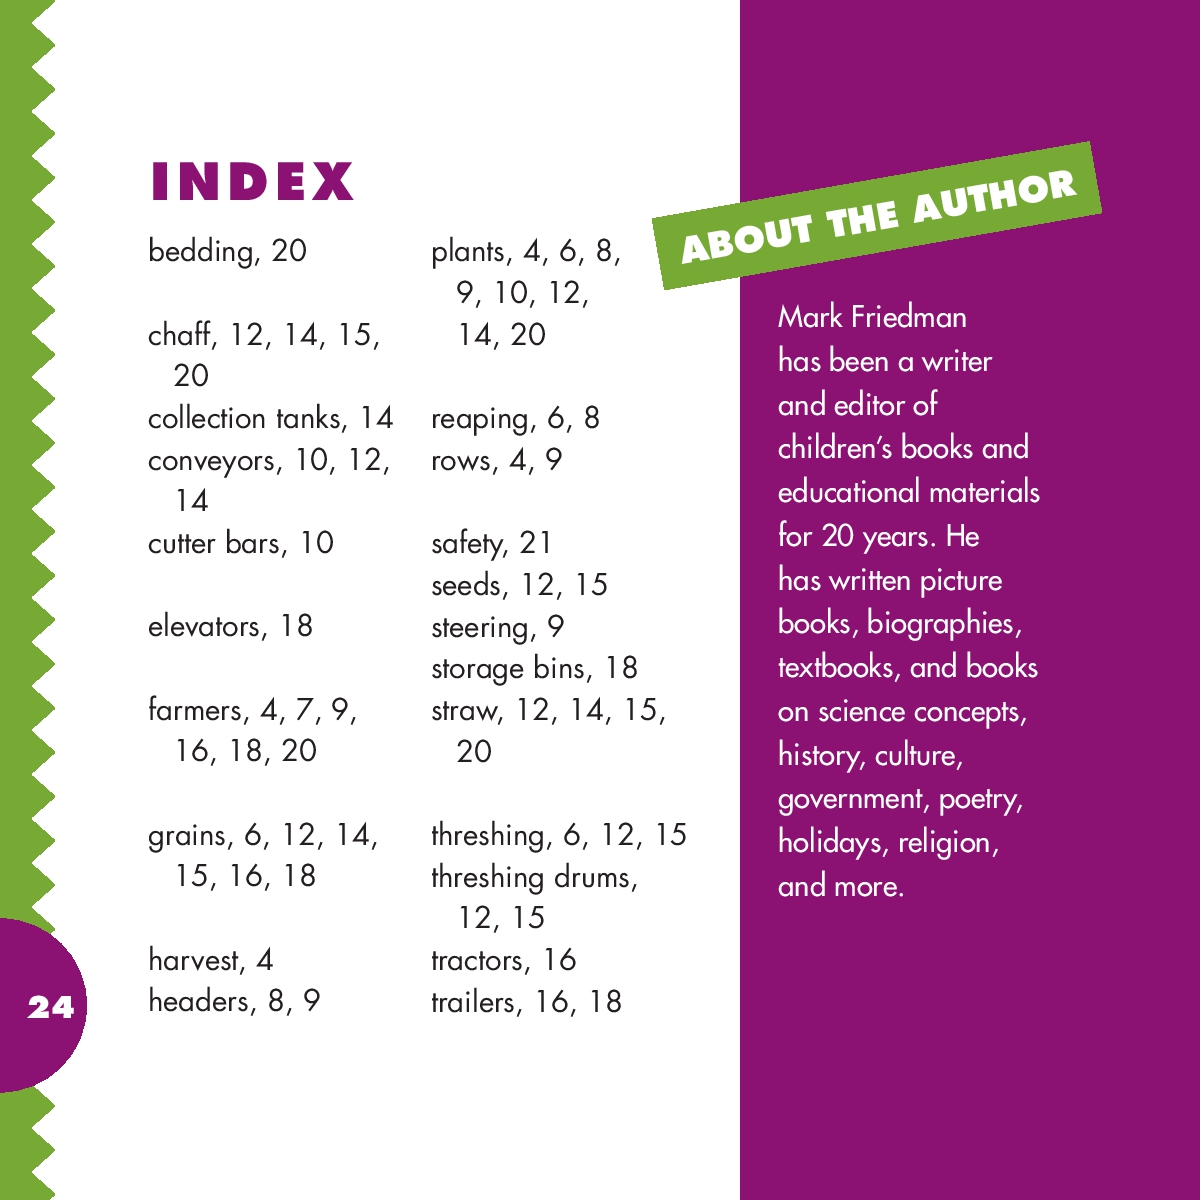 INDEX
bedding, 20
chaff, 12, 14, 15,
20
collection tanks, 14
conveyors, 10, 12,
14
cutter bars, 10
elevators, 18
farmers, 4, 7, 9,
16, 18, 20
grains, 6, 12, 14,
15, 16, 18
harvest, 4
headers, 8, 9
plants, 4, 6, 8,
9, 10, 12,
14, 20
reaping, 6, 8
rows, 4, 9
safety, 21
seeds, 12, 15
steering, 9
storage bins, 18
straw, 12, 14, 15,
20
threshing, 6, 12, 15
threshing drums,
12, 15
tractors, 16
trailers, 16, 18
ABOUT THE AUTHOR
Mark Friedman
has been a writer
and editor of
children’s books and
educational materials
for 20 years. He
has written picture
books, biographies,
textbooks, and books
on science concepts,
history, culture,
government, poetry,
holidays, religion,
and more.
24